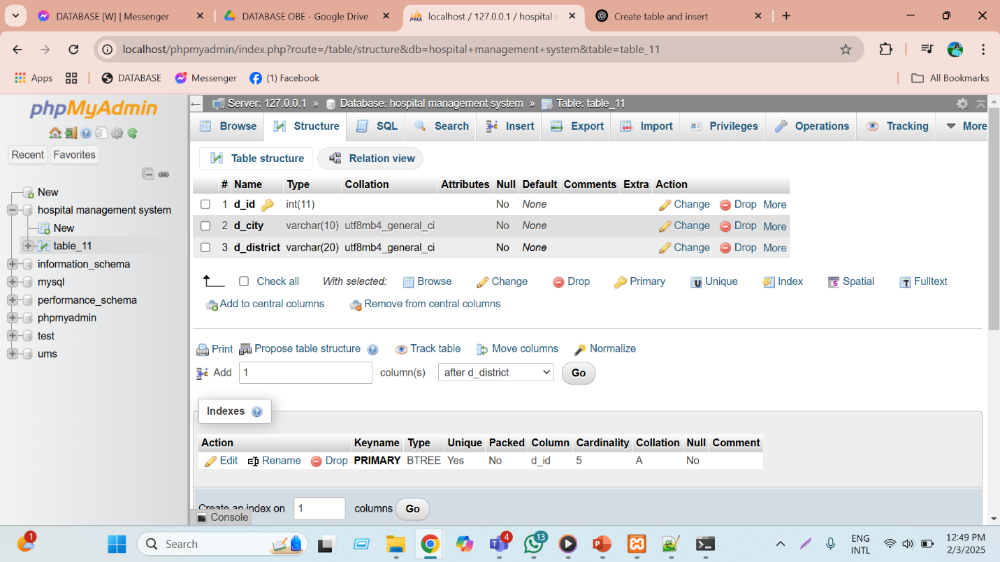 DATABASE [W] | Messenger
DATABASE OBE - Google Drive
localhost / 127.0.0.1 / hospital
Create table and insert
localhost/phpmyadmin/index.php?route=/table/structure&db=hospital+management+system&table=table_11
Apps DATABASE Messenger (1) Facebook All Bookmarks
phpMyAdmin
Recent Favorites
New
hospital management system
New
table_11
information_schema
mysql
performance_schema
phpmyadmin
test
ums
Server: 127.0.0.1 » Database: hospital management system » Table: table_11
Browse Structure SQL Search Insert Export Import Privileges Operations Tracking More
Table structure Relation view
# Name Type Collation Attributes Null Default Comments Extra Action
1 d_id int(11) No None Change Drop More
2 d_city varchar(10) utf8mb4_general_ci No None Change Drop More
3 d_district varchar(20) utf8mb4_general_ci No None Change Drop More
Check all With selected: Browse Change Drop Primary Unique Index Spatial Fulltext
Add to central columns Remove from central columns
Print Propose table structure Track table Move columns Normalize
Add 1 column(s) after d_district Go
Indexes
Action Keyname Type Unique Packed Column Cardinality Collation Null Comment
Edit Rename Drop PRIMARY BTREE Yes No d_id 5 A No
Create an index on 1 columns Go
Console
1
Search
4
13
ENG
INTL
12:49 PM
2/3/2025